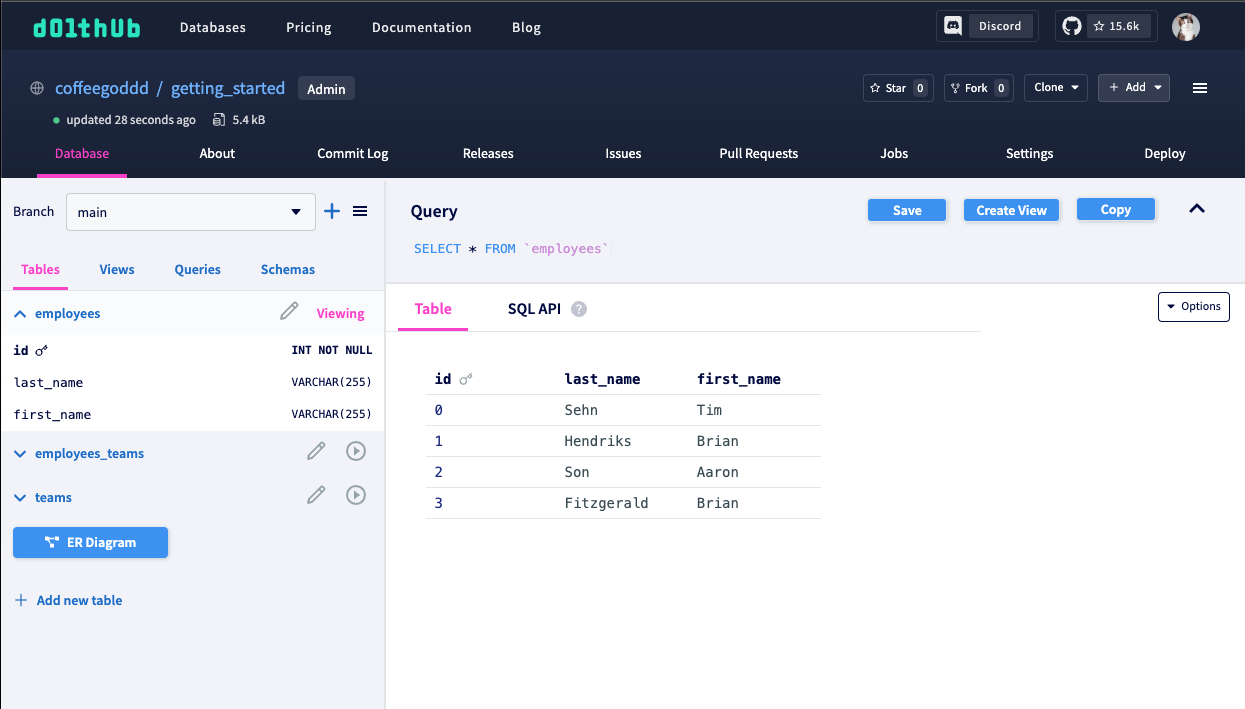 dolthub Databases Pricing Documentation Blog Discord 15.6k
coffeegoddd / getting_started Admin Star 0 Fork 0 Clone + Add
updated 28 seconds ago 5.4 kB
Database About Commit Log Releases Issues Pull Requests Jobs Settings Deploy
Branch main
Tables Views Queries Schemas
employees Viewing
id INT NOT NULL
last_name VARCHAR(255)
first_name VARCHAR(255)
employees_teams
teams
ER Diagram
+ Add new table
Query Save Create View Copy
SELECT * FROM `employees`
Table SQL API ? Options
id last_name first_name
0 Sehn Tim
1 Hendriks Brian
2 Son Aaron
3 Fitzgerald Brian